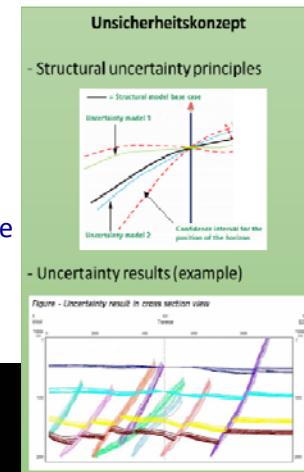 Unsicherheitskonzept
- Structural uncertainty principles
= Structural model base case
Uncertainty model 1
Uncertainty model 2
Confidence interval for the
position of the horizon
e
- Uncertainty results (example)
Figure - Uncertainty result in cross section view